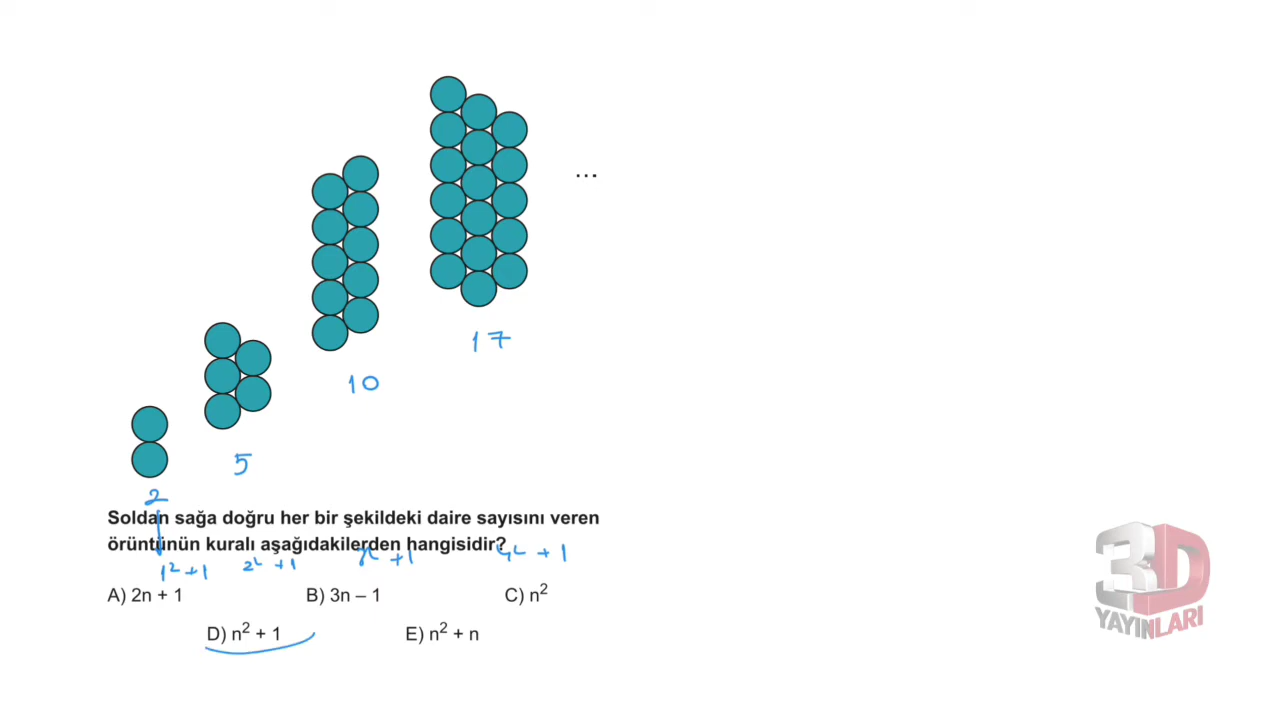 ...
17
10
5
2
Soldan sağa doğru her bir şekildeki daire sayısını veren
örüntünün kuralı aşağıdakilerden hangisidir?
1² + 1 2² + 1 + 1 4² + 1
A) 2n + 1 B) 3n – 1 C) n²
D) n² + 1 E) n² + n
3D
YAYINLARI